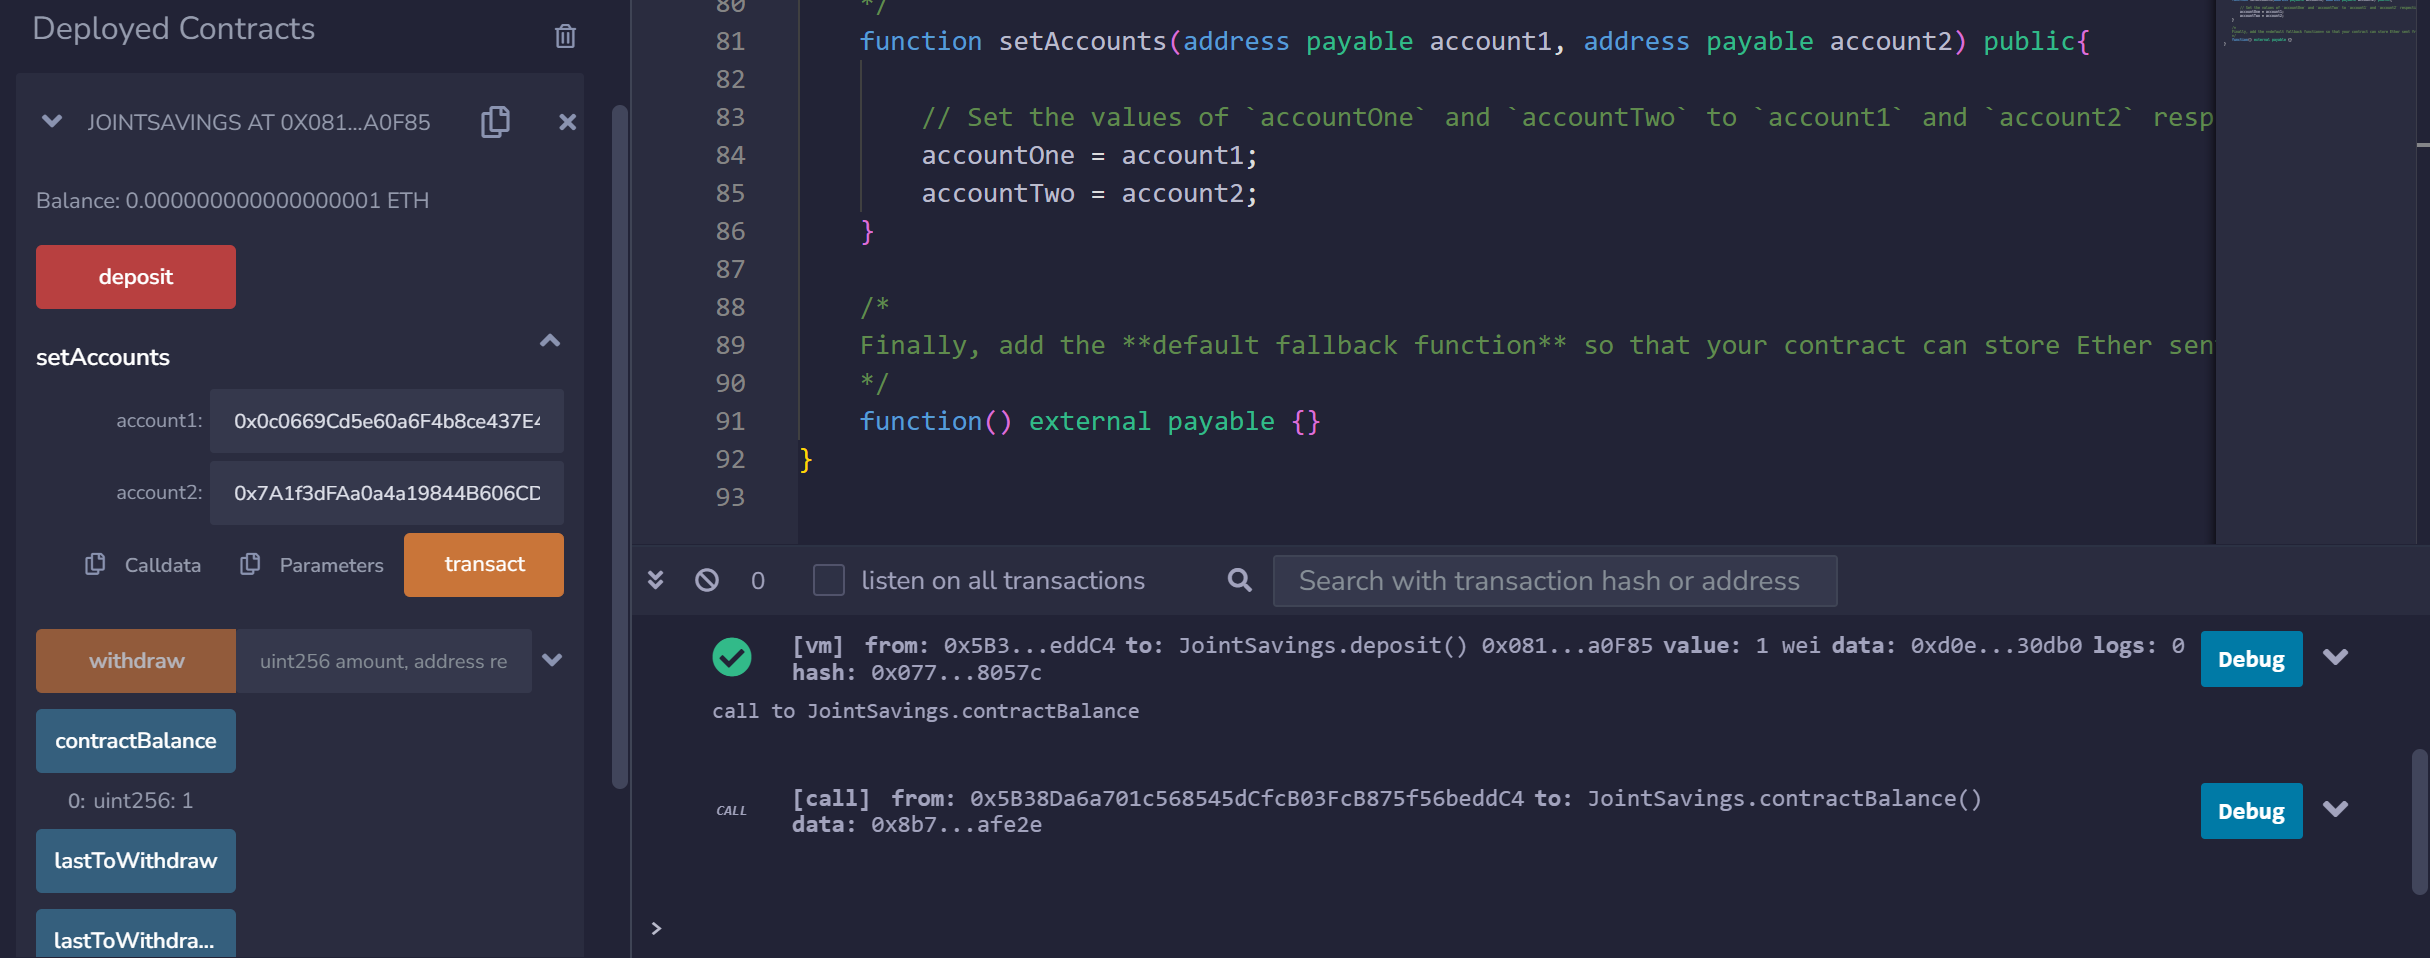 Deployed Contracts
JOINTSAVINGS AT 0X081...A0F85
Balance: 0.000000000000000001 ETH
deposit
setAccounts
account1: 0x0c0669Cd5e60a6F4b8ce437E4
account2: 0x7A1f3dFAa0a4a19844B606CD
Calldata Parameters transact
withdraw uint256 amount, address re
contractBalance
0: uint256: 1
lastToWithdraw
lastToWithdra...
80 */
81 function setAccounts(address payable account1, address payable account2) public{
82
83 // Set the values of `accountOne` and `accountTwo` to `account1` and `account2` resp
84 accountOne = account1;
85 accountTwo = account2;
86 }
87
88 /*
89 Finally, add the **default fallback function** so that your contract can store Ether sen
90 */
91 function() external payable {}
92 }
93
0 listen on all transactions Search with transaction hash or address
[vm] from: 0x5B3...eddC4 to: JointSavings.deposit() 0x081...a0F85 value: 1 wei data: 0xd0e...30db0 logs: 0
hash: 0x077...8057c
Debug
call to JointSavings.contractBalance
CALL [call] from: 0x5B38Da6a701c568545dCfcB03FcB875f56beddC4 to: JointSavings.contractBalance()
data: 0x8b7...afe2e
Debug
>